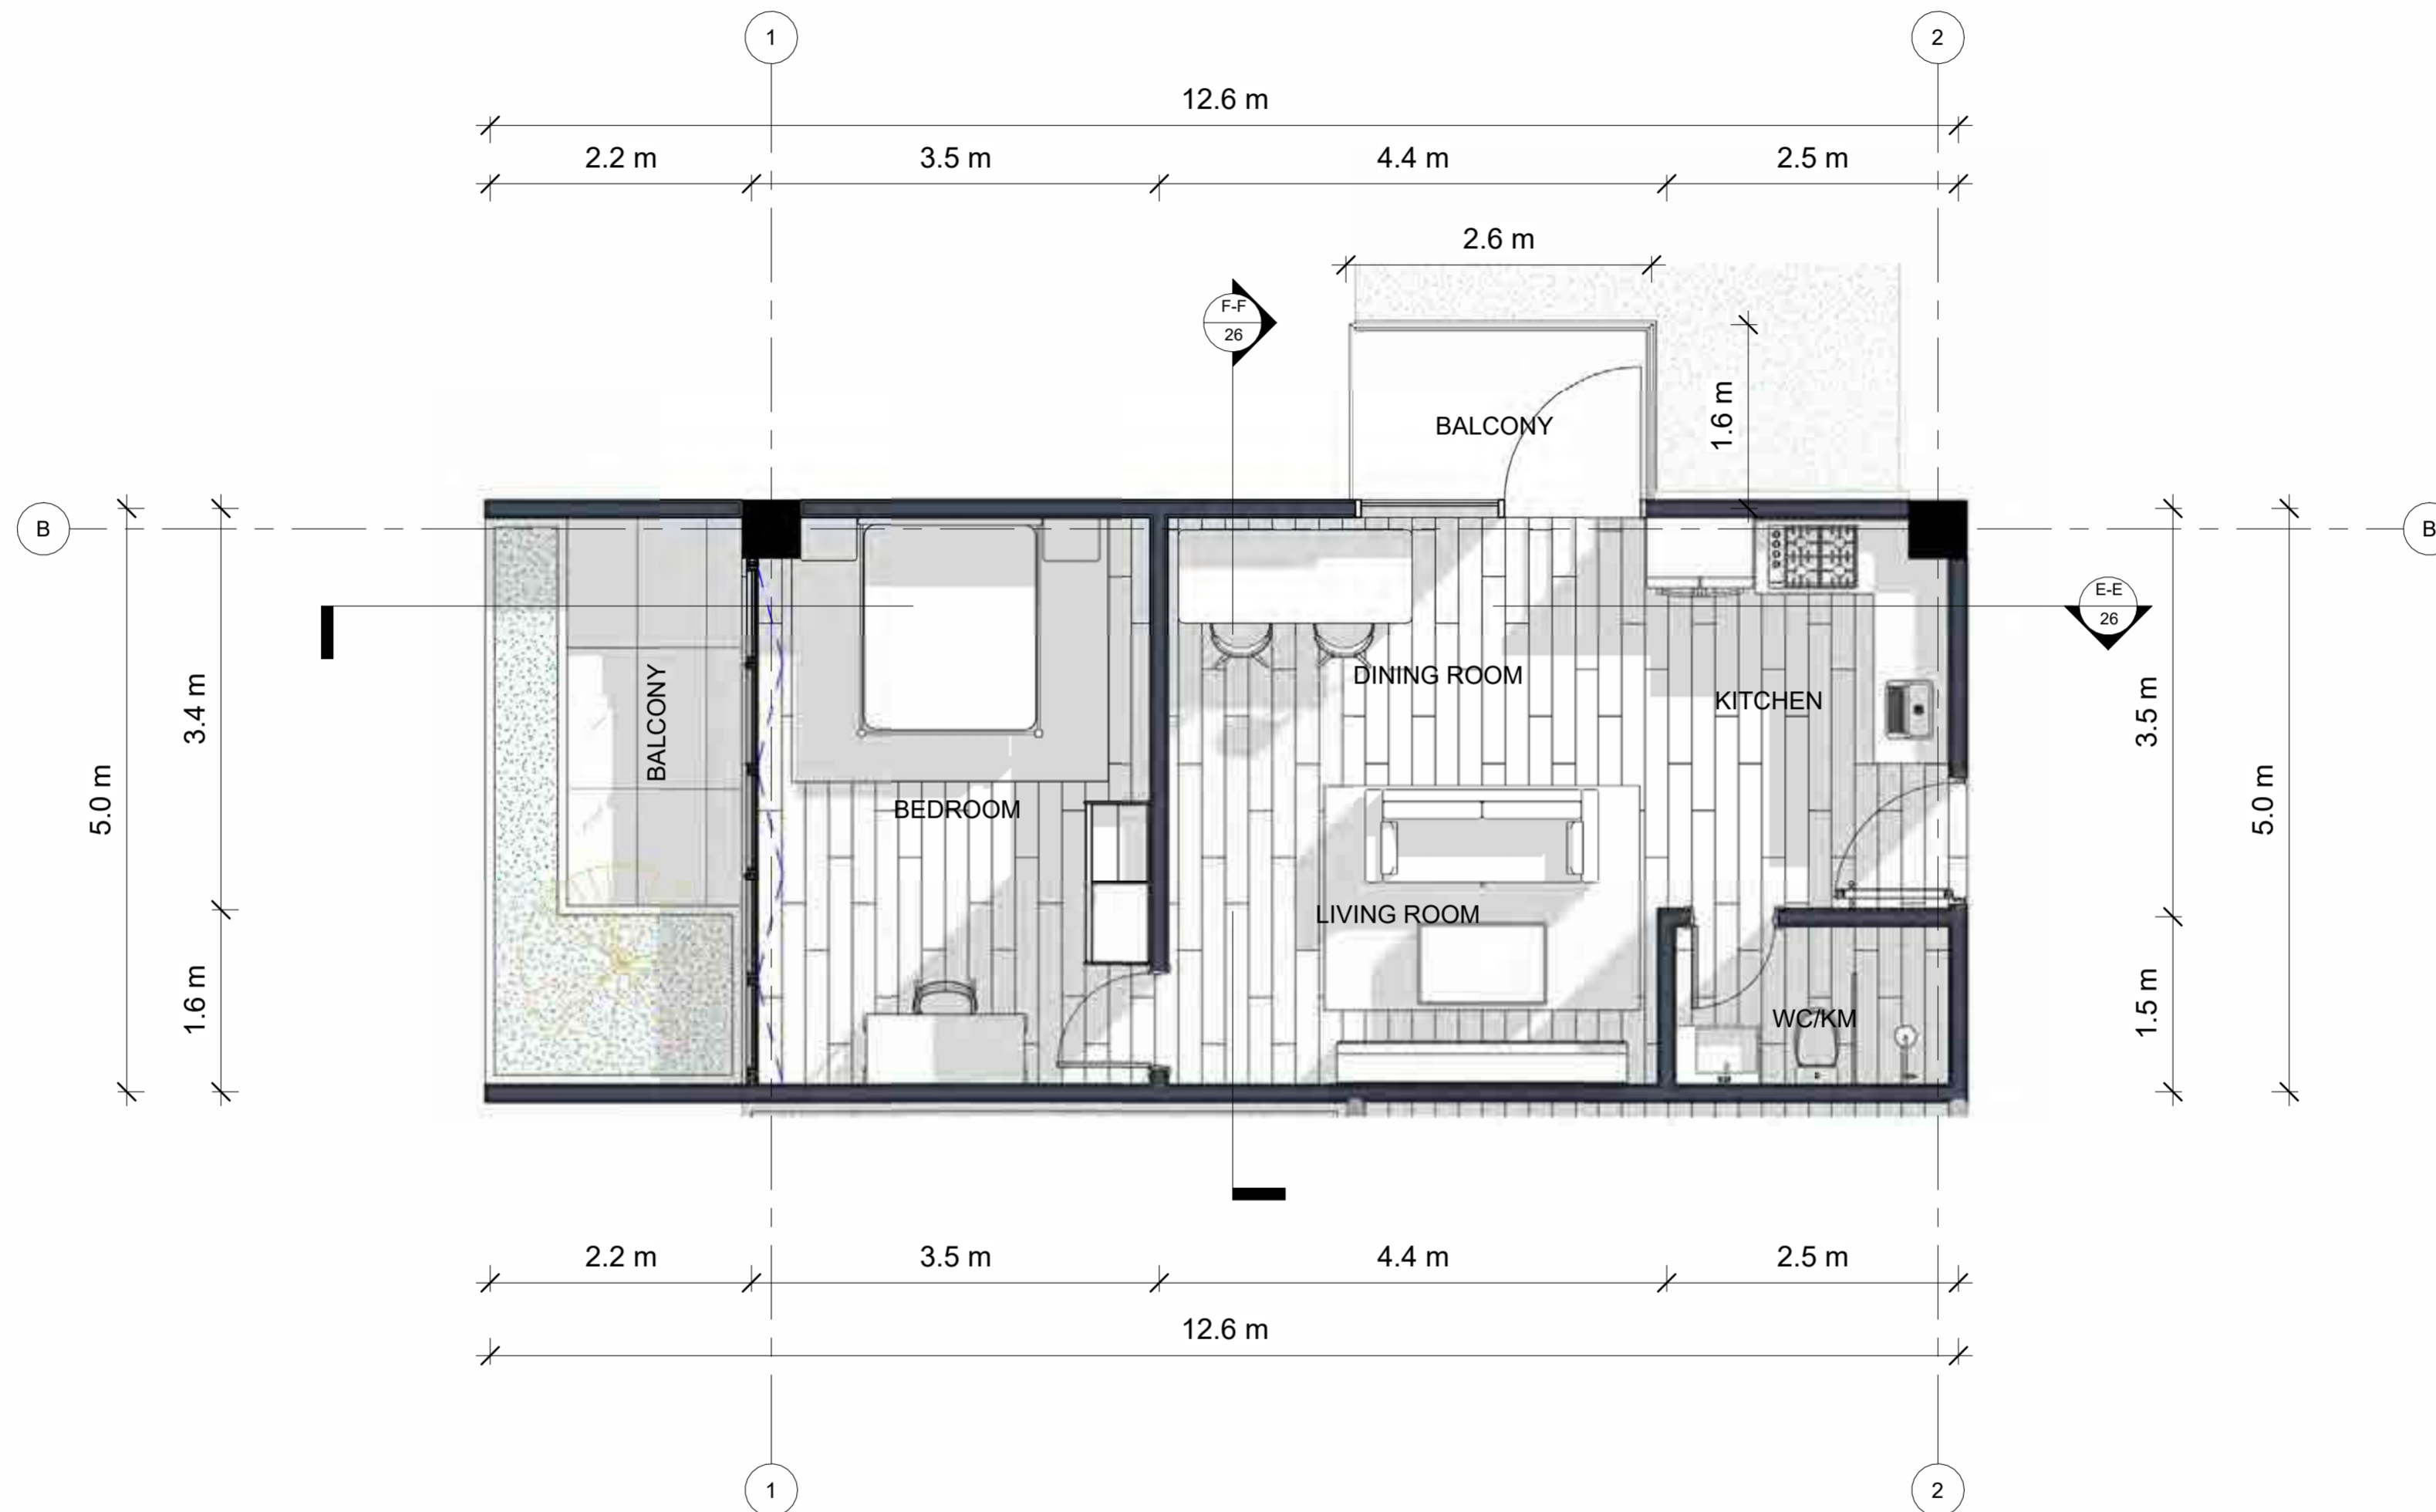 1
2
12.6 m
2.2 m
3.5 m
4.4 m
2.5 m
2.6 m
F-F
26
1.6 m
BALCONY
B
B
E-E
26
DINING ROOM
KITCHEN
BALCONY
3.4 m
3.5 m
5.0 m
5.0 m
BEDROOM
LIVING ROOM
1.6 m
1.5 m
WC/KM
2.2 m
3.5 m
4.4 m
2.5 m
12.6 m
1
2